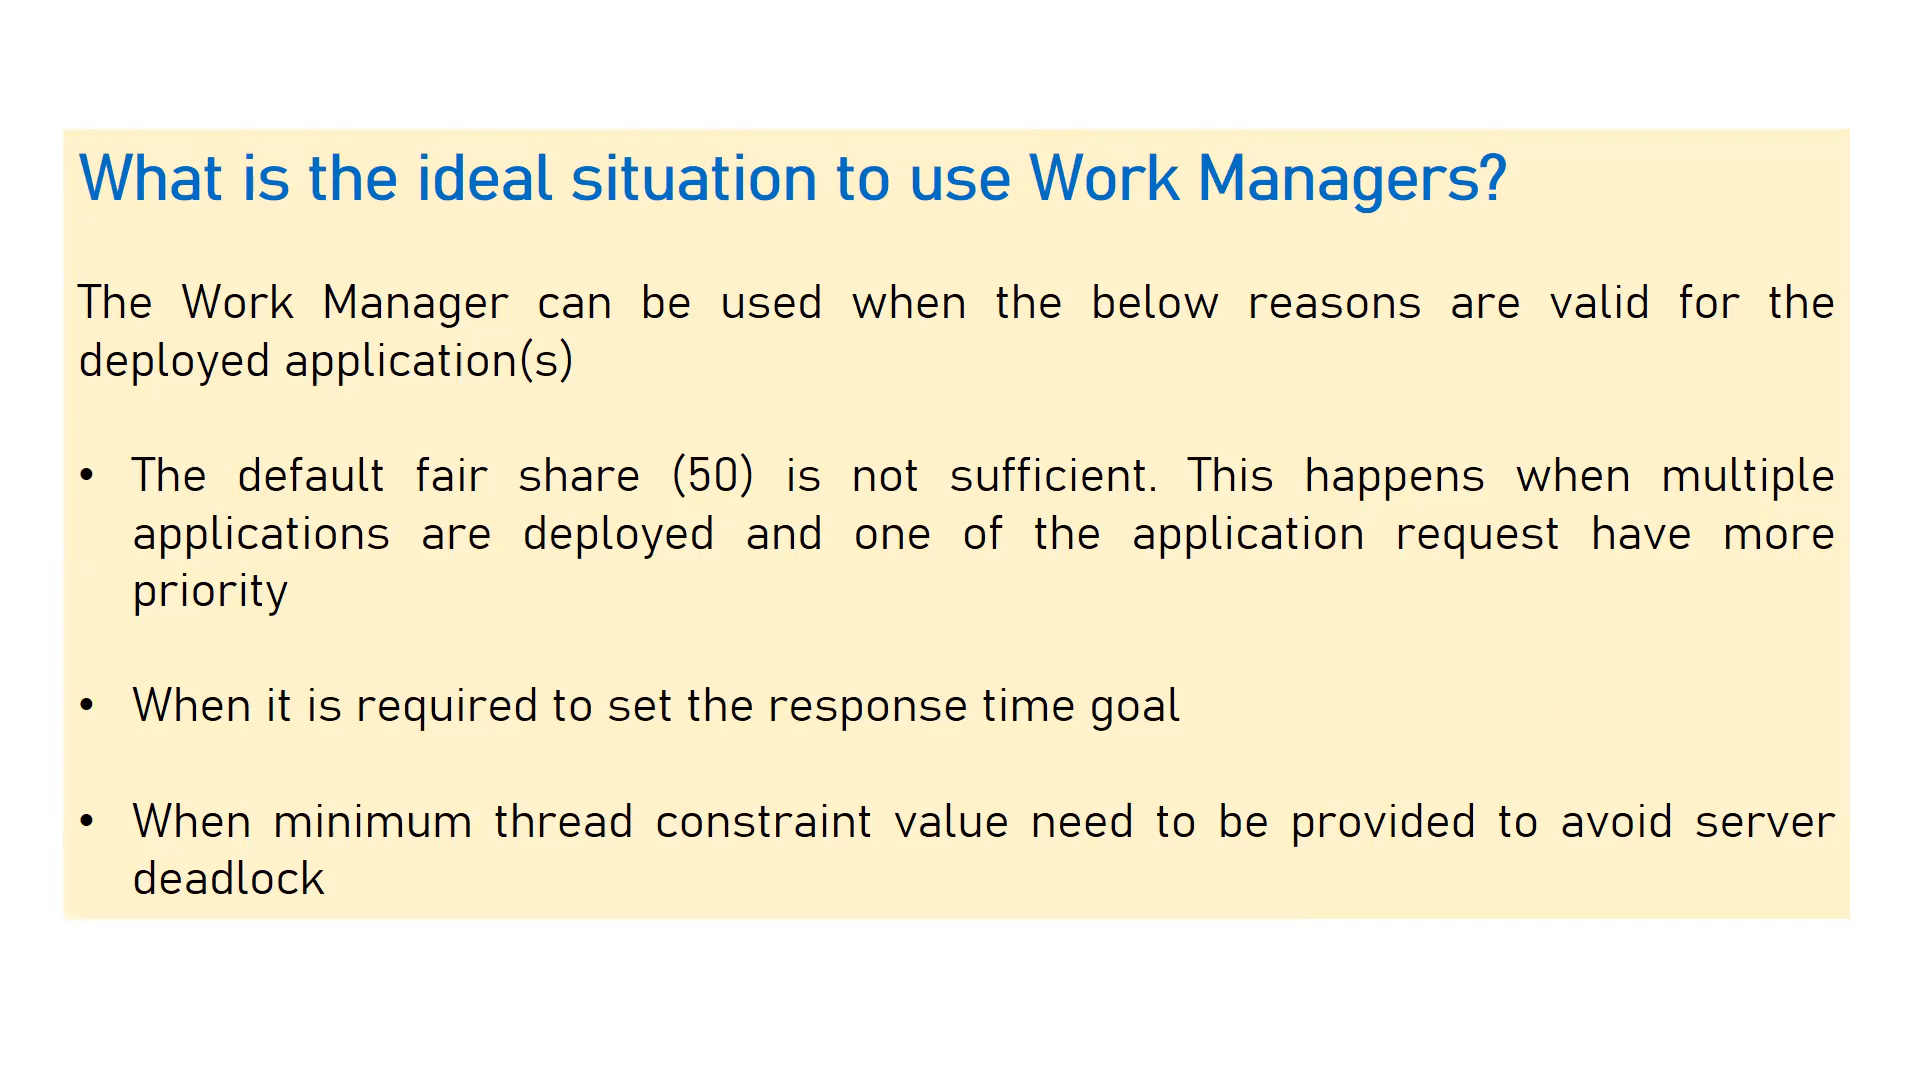 What is the ideal situation to use Work Managers?
The Work Manager can be used when the below reasons are valid for the
deployed application(s)
• The default fair share (50) is not sufficient. This happens when multiple
applications are deployed and one of the application request have more
priority
• When it is required to set the response time goal
• When minimum thread constraint value need to be provided to avoid server
deadlock